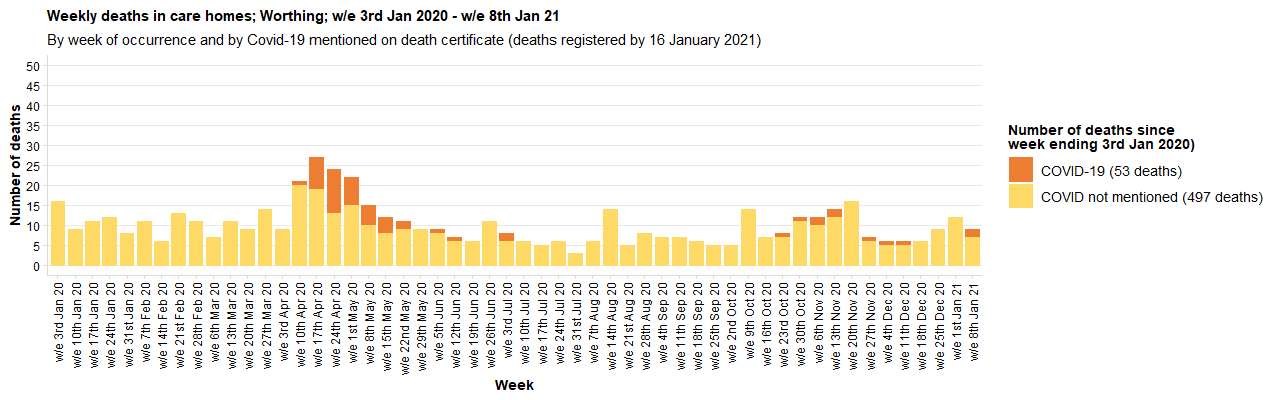 Weekly deaths in care homes; Worthing; w/e 3rd Jan 2020 - w/e 8th Jan 21
By week of occurrence and by Covid-19 mentioned on death certificate (deaths registered by 16 January 2021)
50
45
40
35
30
25
20
15
10
5
0
Number of deaths
w/e 3rd Jan 20
w/e 10th Jan 20
w/e 17th Jan 20
w/e 24th Jan 20
w/e 31st Jan 20
w/e 7th Feb 20
w/e 14th Feb 20
w/e 21st Feb 20
w/e 28th Feb 20
w/e 6th Mar 20
w/e 13th Mar 20
w/e 20th Mar 20
w/e 27th Mar 20
w/e 3rd Apr 20
w/e 10th Apr 20
w/e 17th Apr 20
w/e 24th Apr 20
w/e 1st May 20
w/e 8th May 20
w/e 15th May 20
w/e 22nd May 20
w/e 29th May 20
w/e 5th Jun 20
w/e 12th Jun 20
w/e 19th Jun 20
w/e 26th Jun 20
w/e 3rd Jul 20
w/e 10th Jul 20
w/e 17th Jul 20
w/e 24th Jul 20
w/e 31st Jul 20
w/e 7th Aug 20
w/e 14th Aug 20
w/e 21st Aug 20
w/e 28th Aug 20
w/e 4th Sep 20
w/e 11th Sep 20
w/e 18th Sep 20
w/e 25th Sep 20
w/e 2nd Oct 20
w/e 9th Oct 20
w/e 16th Oct 20
w/e 23rd Oct 20
w/e 30th Oct 20
w/e 6th Nov 20
w/e 13th Nov 20
w/e 20th Nov 20
w/e 27th Nov 20
w/e 4th Dec 20
w/e 11th Dec 20
w/e 18th Dec 20
w/e 25th Dec 20
w/e 1st Jan 21
w/e 8th Jan 21
Week
Number of deaths since
week ending 3rd Jan 2020)
COVID-19 (53 deaths)
COVID not mentioned (497 deaths)